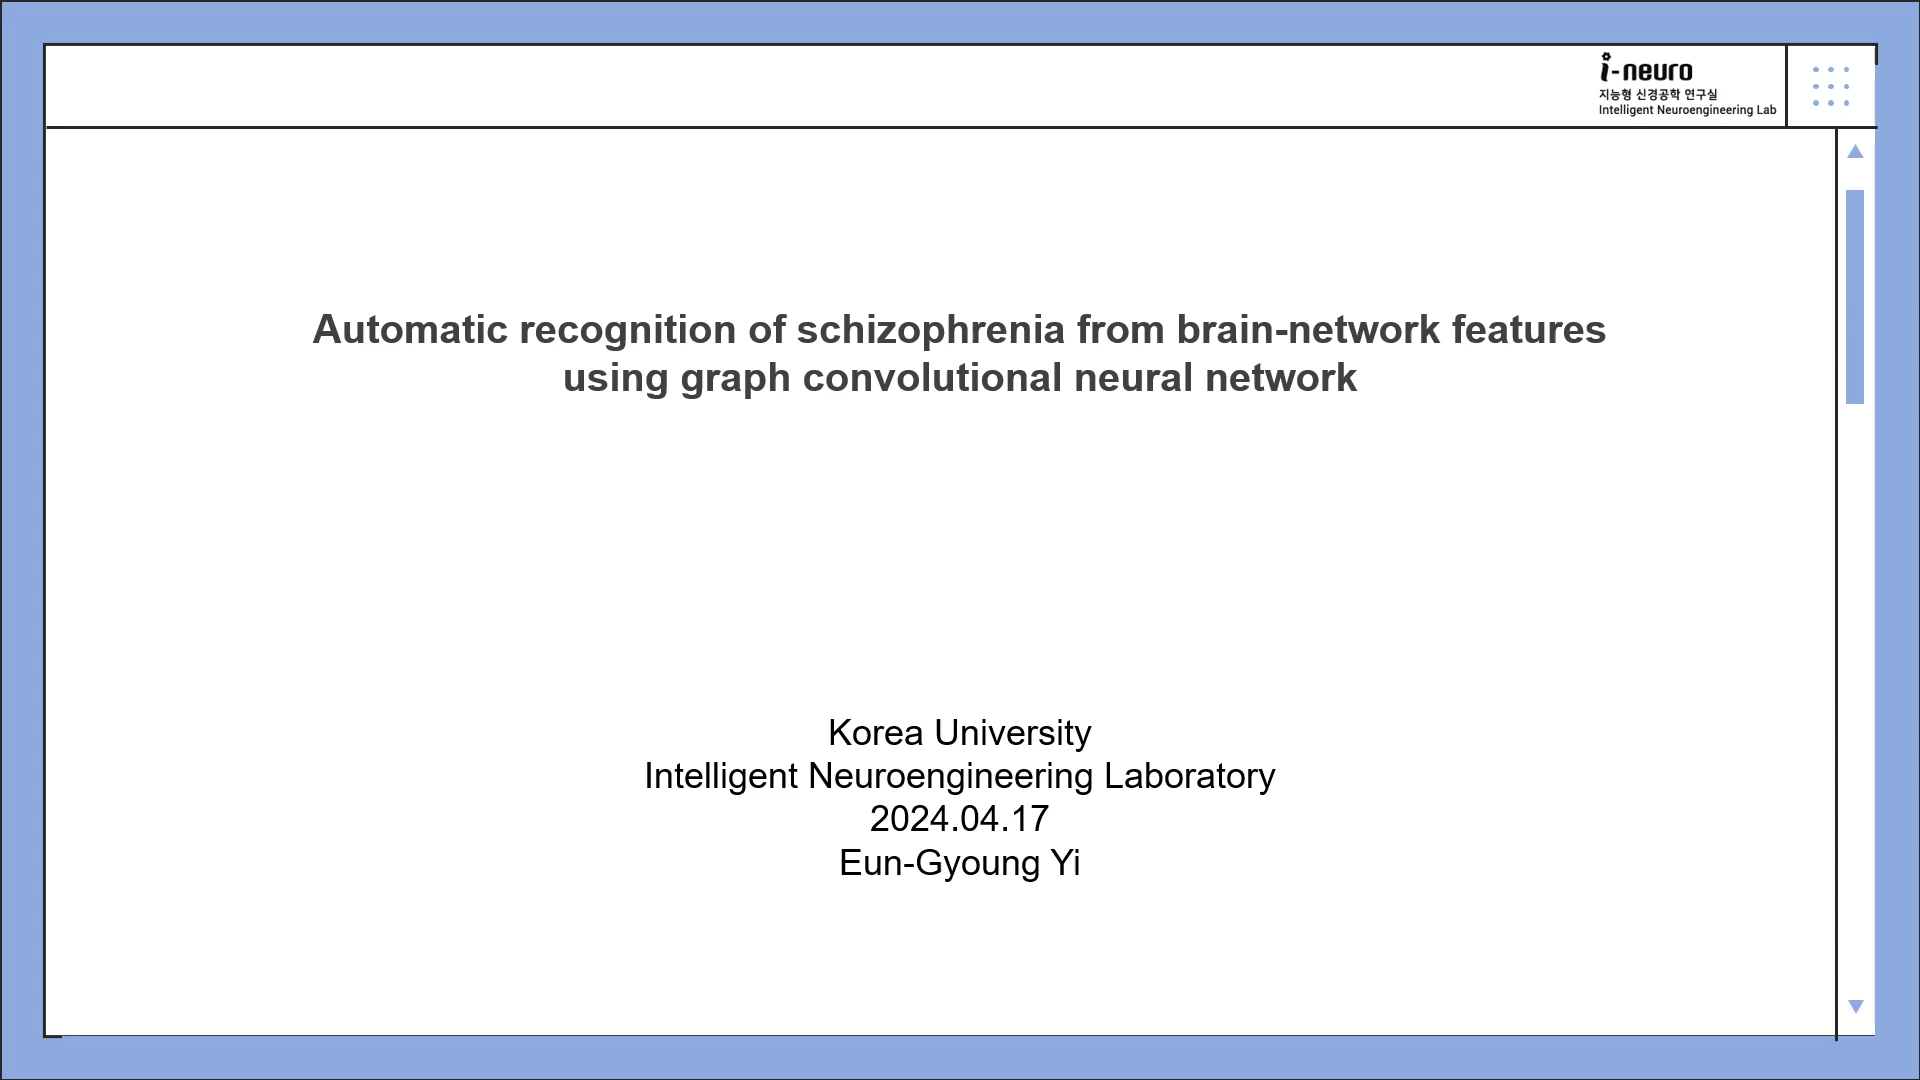 i-neuro
지능형 신경공학 연구실
Intelligent Neuroengineering Lab
Automatic recognition of schizophrenia from brain-network features
using graph convolutional neural network
Korea University
Intelligent Neuroengineering Laboratory
2024.04.17
Eun-Gyoung Yi